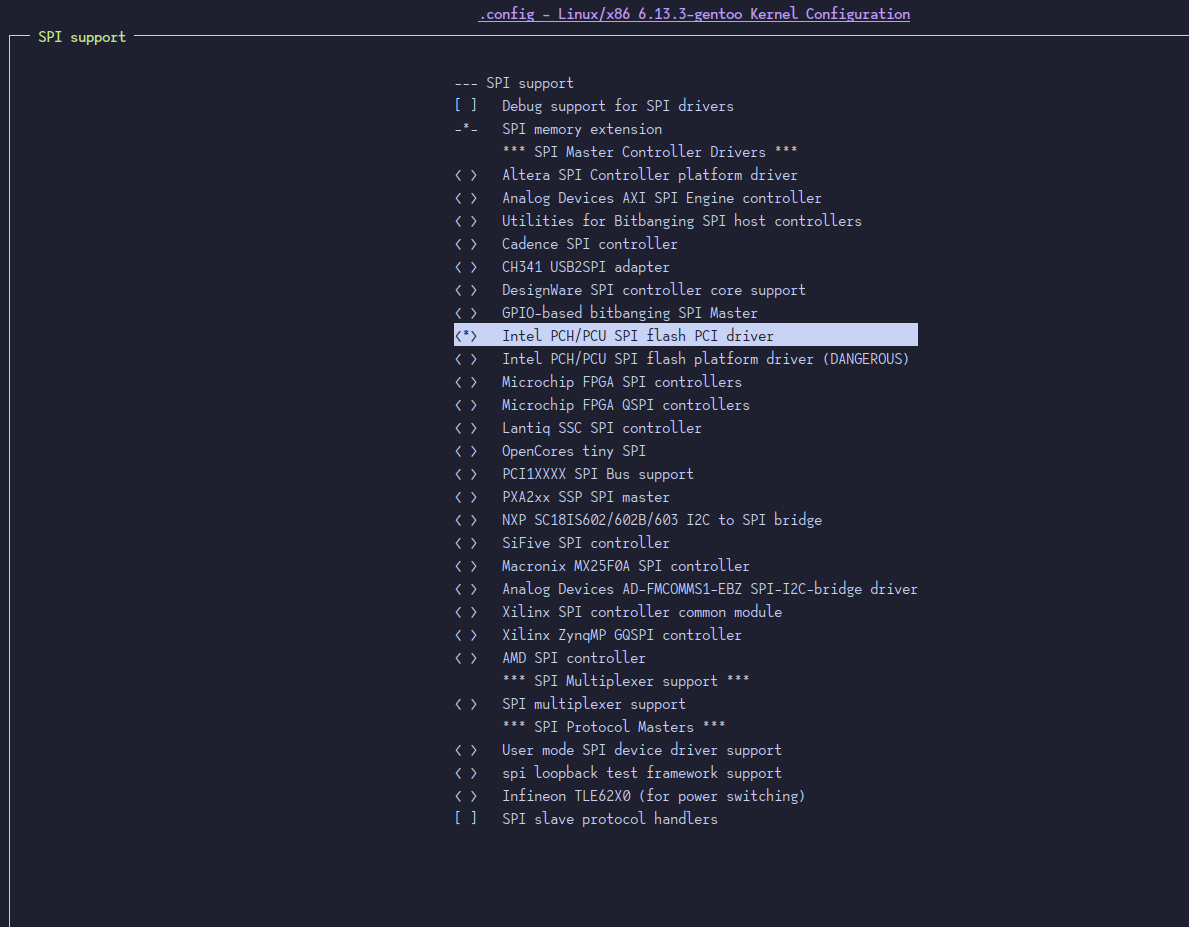 .config - Linux/x86 6.13.3-gentoo Kernel Configuration
SPI support
--- SPI support
[ ] Debug support for SPI drivers
-*- SPI memory extension
*** SPI Master Controller Drivers ***
< > Altera SPI Controller platform driver
< > Analog Devices AXI SPI Engine controller
< > Utilities for Bitbanging SPI host controllers
< > Cadence SPI controller
< > CH341 USB2SPI adapter
< > DesignWare SPI controller core support
< > GPIO-based bitbanging SPI Master
<*> Intel PCH/PCU SPI flash PCI driver
< > Intel PCH/PCU SPI flash platform driver (DANGEROUS)
< > Microchip FPGA SPI controllers
< > Microchip FPGA QSPI controllers
< > Lantiq SSC SPI controller
< > OpenCores tiny SPI
< > PCI1XXXX SPI Bus support
< > PXA2xx SSP SPI master
< > NXP SC18IS602/602B/603 I2C to SPI bridge
< > SiFive SPI controller
< > Macronix MX25F0A SPI controller
< > Analog Devices AD-FMCOMMS1-EBZ SPI-I2C-bridge driver
< > Xilinx SPI controller common module
< > Xilinx ZynqMP GQSPI controller
< > AMD SPI controller
*** SPI Multiplexer support ***
< > SPI multiplexer support
*** SPI Protocol Masters ***
< > User mode SPI device driver support
< > spi loopback test framework support
< > Infineon TLE62X0 (for power switching)
[ ] SPI slave protocol handlers